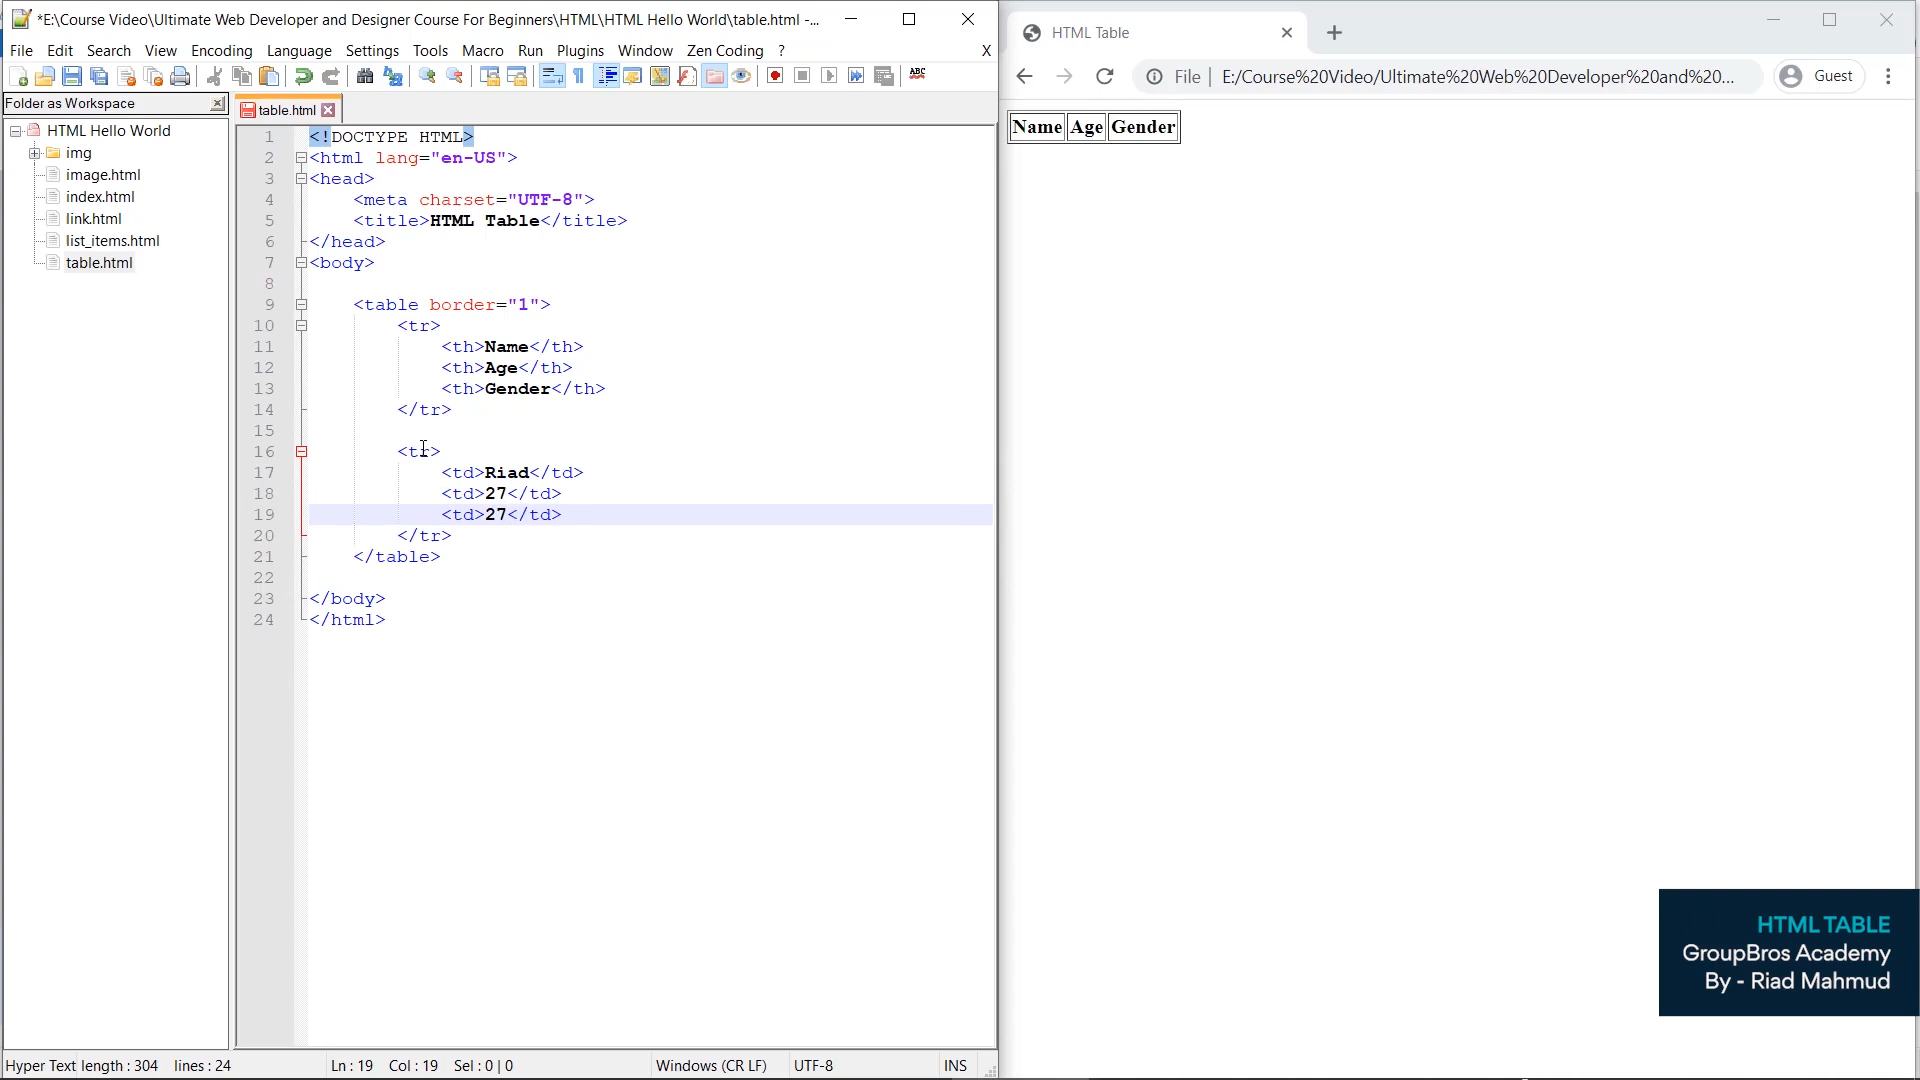 *E:\Course Video\Ultimate Web Developer and Designer Course For Beginners\HTML\HTML Hello World\table.html -...
File Edit Search View Encoding Language Settings Tools Macro Run Plugins Window Zen Coding ? X
Folder as Workspace
HTML Hello World
img
image.html
index.html
link.html
list_items.html
table.html
table.html
1 <!DOCTYPE HTML>
2 <html lang="en-US">
3 <head>
4 <meta charset="UTF-8">
5 <title>HTML Table</title>
6 </head>
7 <body>
8
9 <table border="1">
10 <tr>
11 <th>Name</th>
12 <th>Age</th>
13 <th>Gender</th>
14 </tr>
15
16 <tr>
17 <td>Riad</td>
18 <td>27</td>
19 <td>27</td>
20 </tr>
21 </table>
22
23 </body>
24 </html>
Hyper Text length : 304 lines : 24 Ln : 19 Col : 19 Sel : 0 | 0 Windows (CR LF) UTF-8 INS
HTML Table
File | E:/Course%20Video/Ultimate%20Web%20Developer%20and%20... Guest
Name Age Gender
HTML TABLE
GroupBros Academy
By - Riad Mahmud